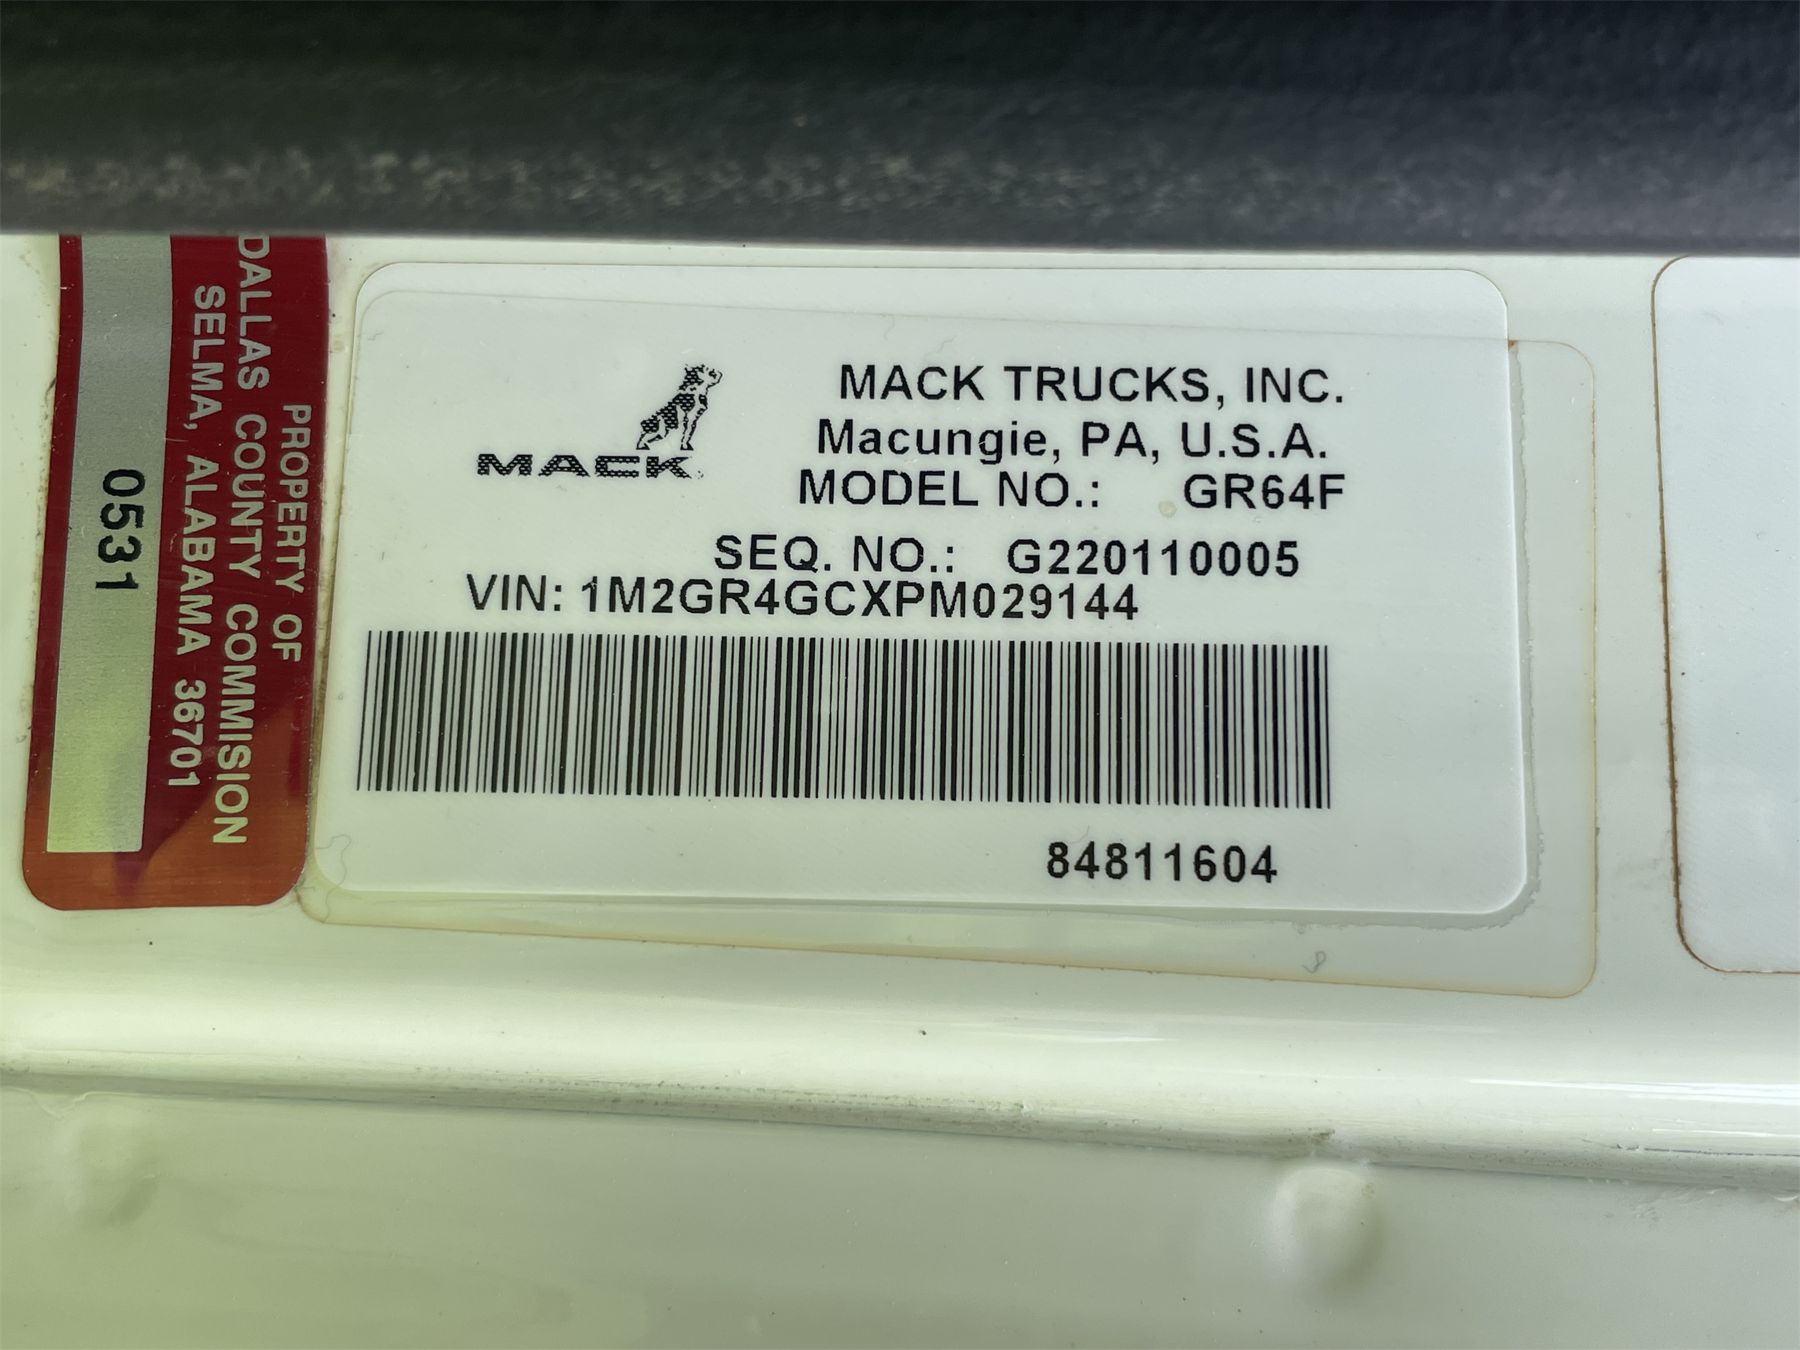 PROPERTY OF
DALLAS COUNTY COMMISION
SELMA, ALABAMA 36701
0531
MACK
MACK TRUCKS, INC.
Macungie, PA, U.S.A.
MODEL NO.: GR64F
SEQ. NO.: G220110005
VIN: 1M2GR4GCXPM029144
84811604